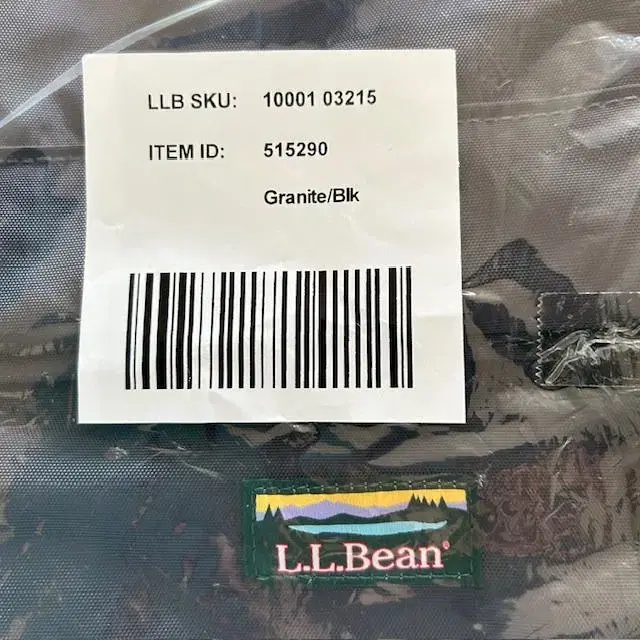 LLB SKU: 10001 03215
ITEM ID: 515290
Granite/Blk
L.L.Bean®